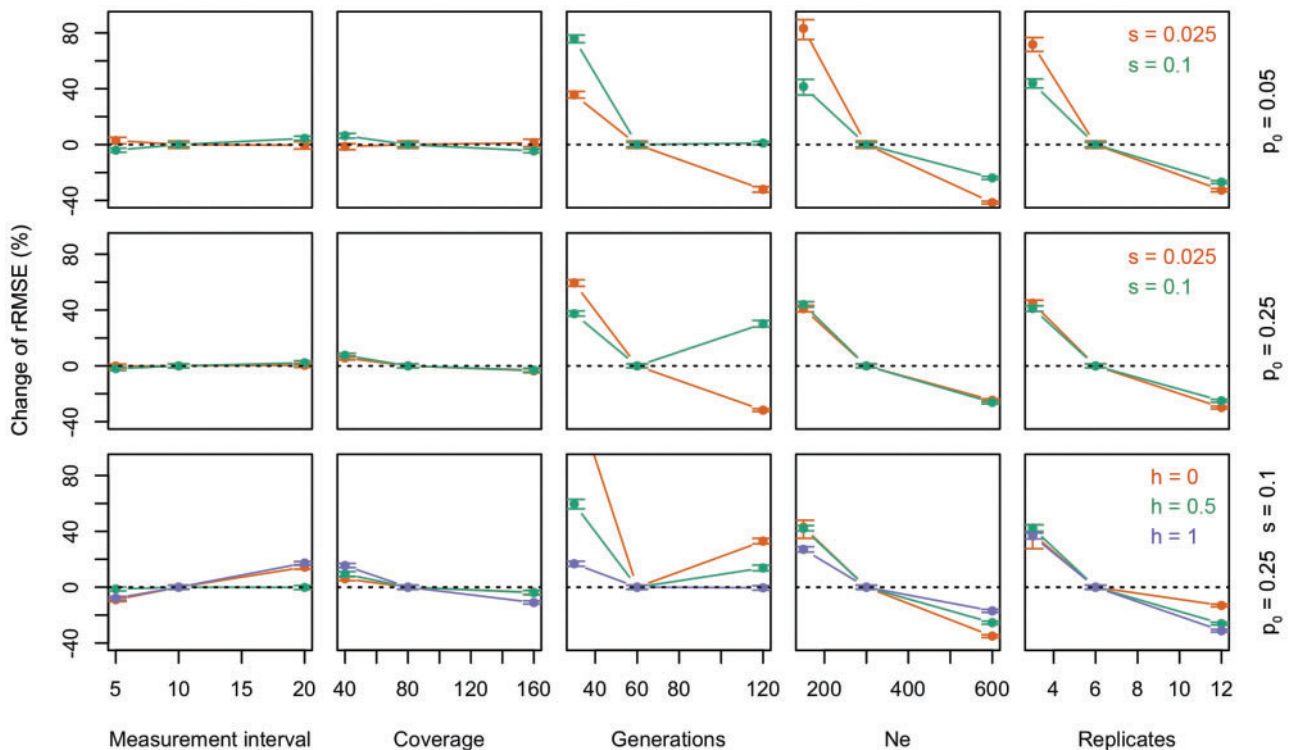 Change of rRMSE (%)
80
40
0
-40
s = 0.025
s = 0.1
p0 = 0.05
80
40
0
-40
s = 0.025
s = 0.1
p0 = 0.25
80
40
0
-40
h = 0
h = 0.5
h = 1
p0 = 0.25 s = 0.1
5 10 15 20
40 80 120 160
40 60 80 120
200 400 600
4 6 8 10 12
Measurement interval
Coverage
Generations
Ne
Replicates